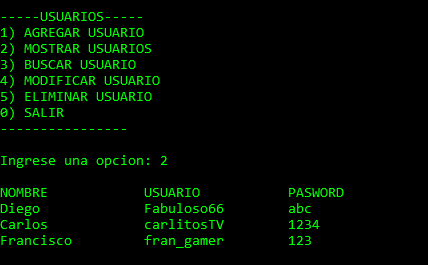 -----USUARIOS-----
1) AGREGAR USUARIO
2) MOSTRAR USUARIOS
3) BUSCAR USUARIO
4) MODIFICAR USUARIO
5) ELIMINAR USUARIO
0) SALIR
----------------
Ingrese una opcion: 2
NOMBRE USUARIO PASWORD
Diego Fabuloso66 abc
Carlos carlitosTV 1234
Francisco fran_gamer 123